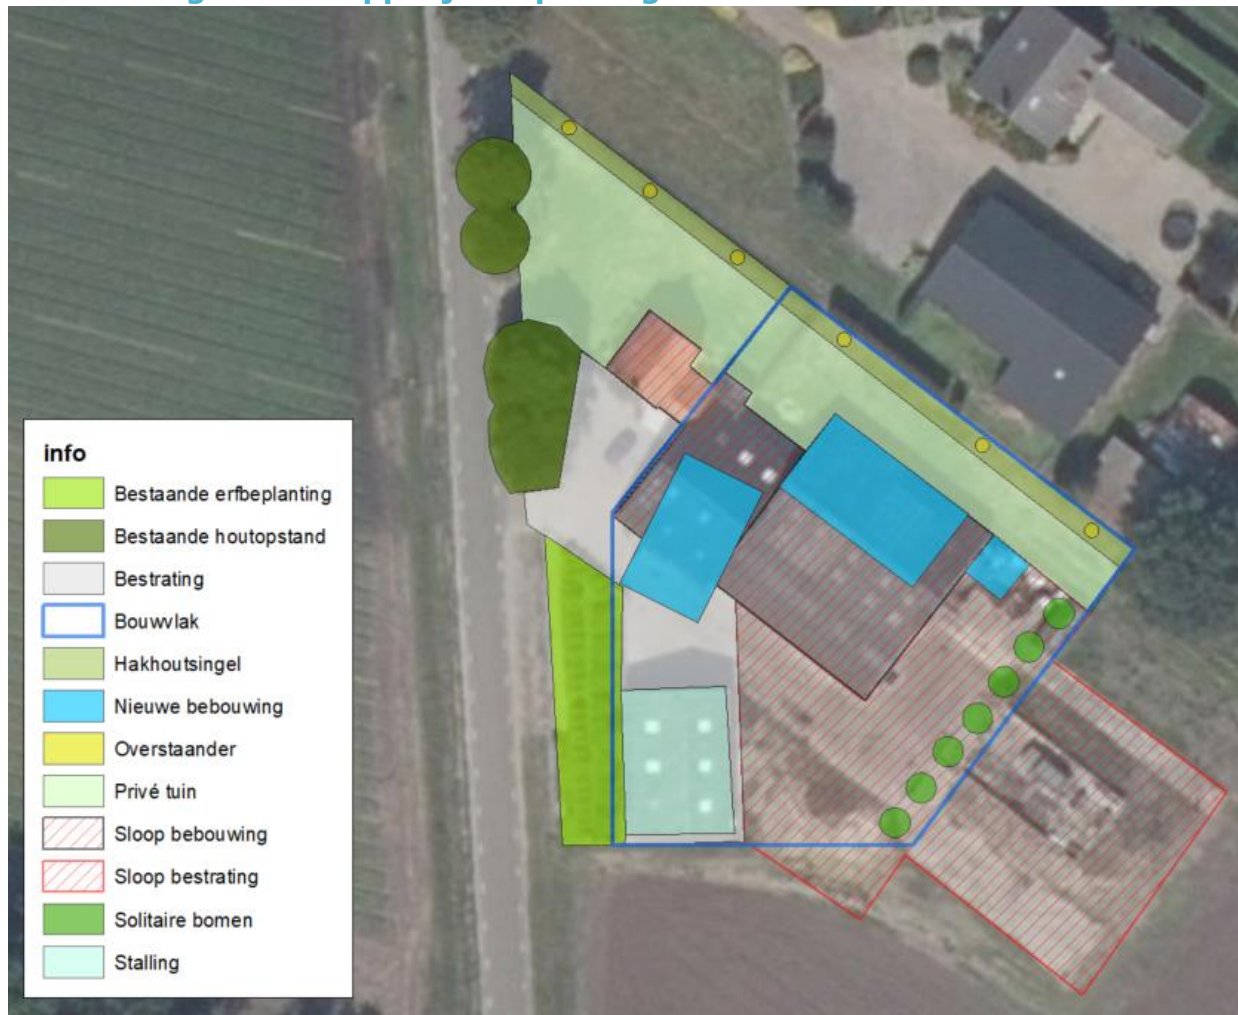 info
Bestaande erfbeplanting
Bestaande houtopstand
Bestrating
Bouwvlak
Hakhoutsingel
Nieuwe bebouwing
Overstaander
Privé tuin
Sloop bebouwing
Sloop bestrating
Solitaire bomen
Stalling